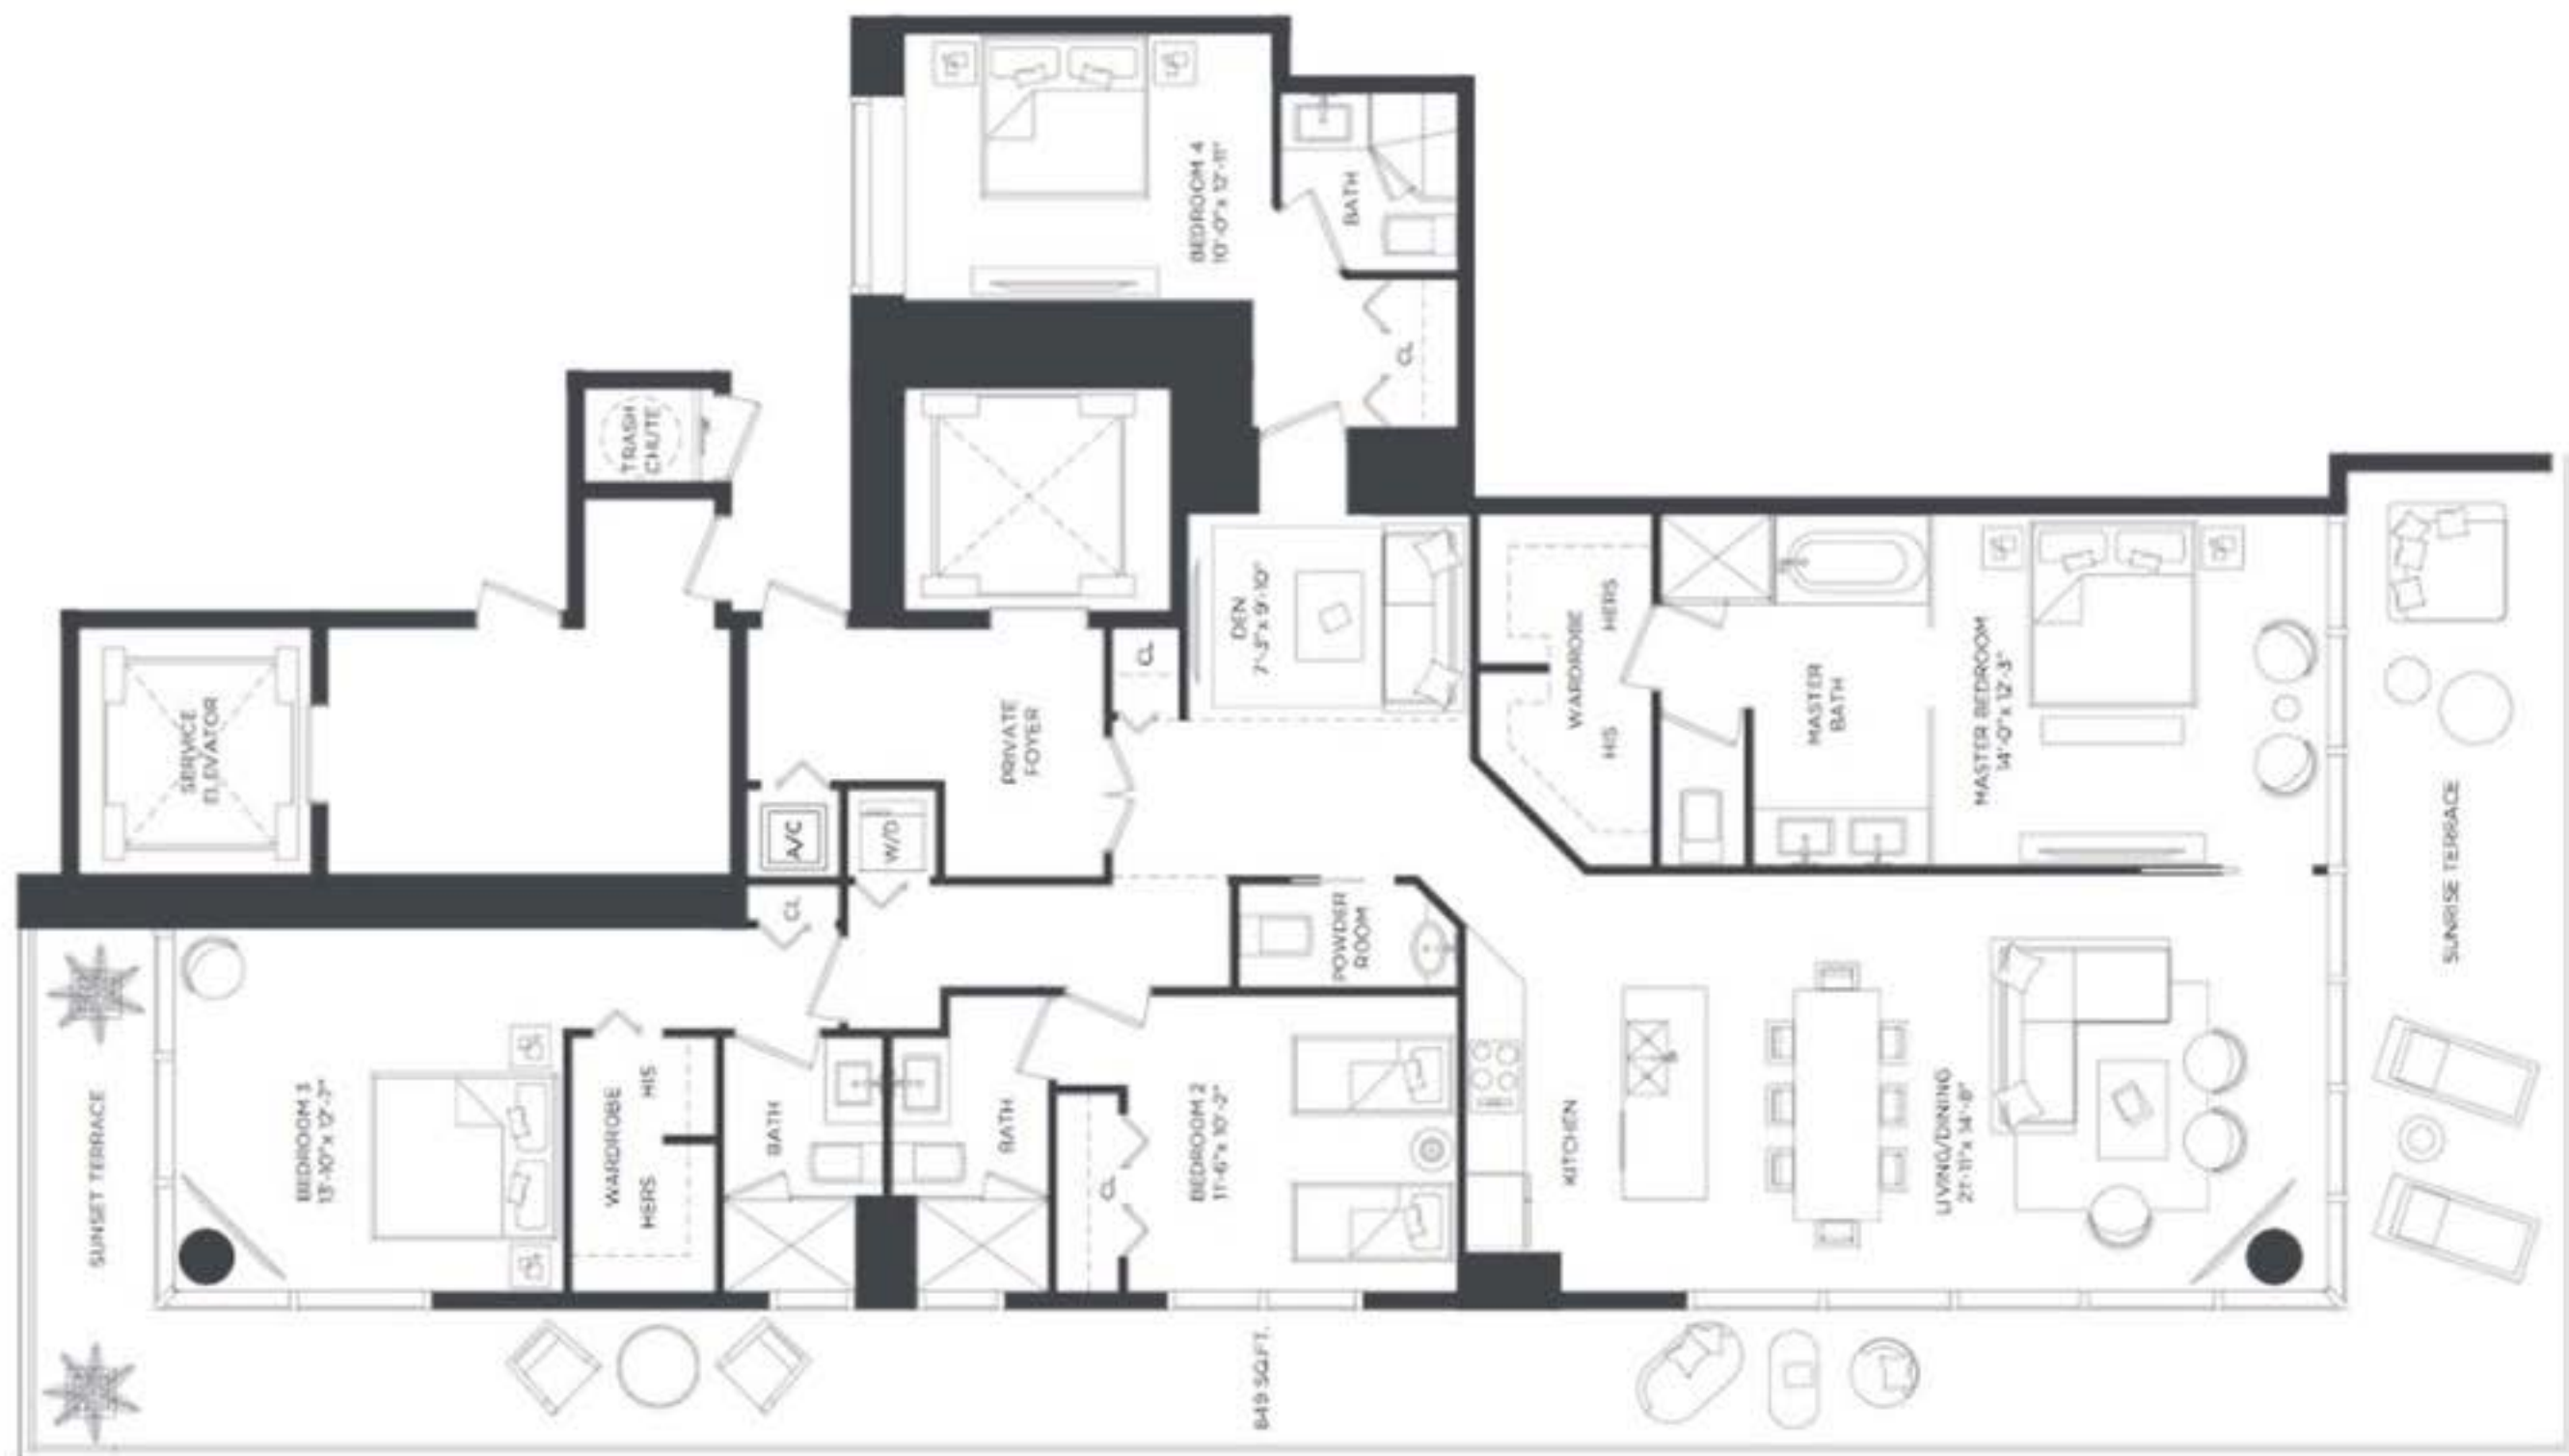 BEDROOM 4
10'-0" x 12'-11"
BATH
CL
TRASH
CHUTE
SERVICE
ELEVATOR
PRIVATE
FOYER
CL
DEN
7'-3" x 9'-10"
WARDROBE
HIS
HERS
MASTER
BATH
MASTER BEDROOM
14'-0" x 12'-3"
SUNRISE TERRACE
A/C
W/D
CL
POWDER
ROOM
SUNSET TERRACE
BEDROOM 3
13'-10" x 12'-7"
WARDROBE
HERS
HIS
BATH
BATH
CL
BEDROOM 2
11'-6" x 10'-2"
KITCHEN
LIVING/DINING
21'-11" x 14'-8"
849 SQ.FT.